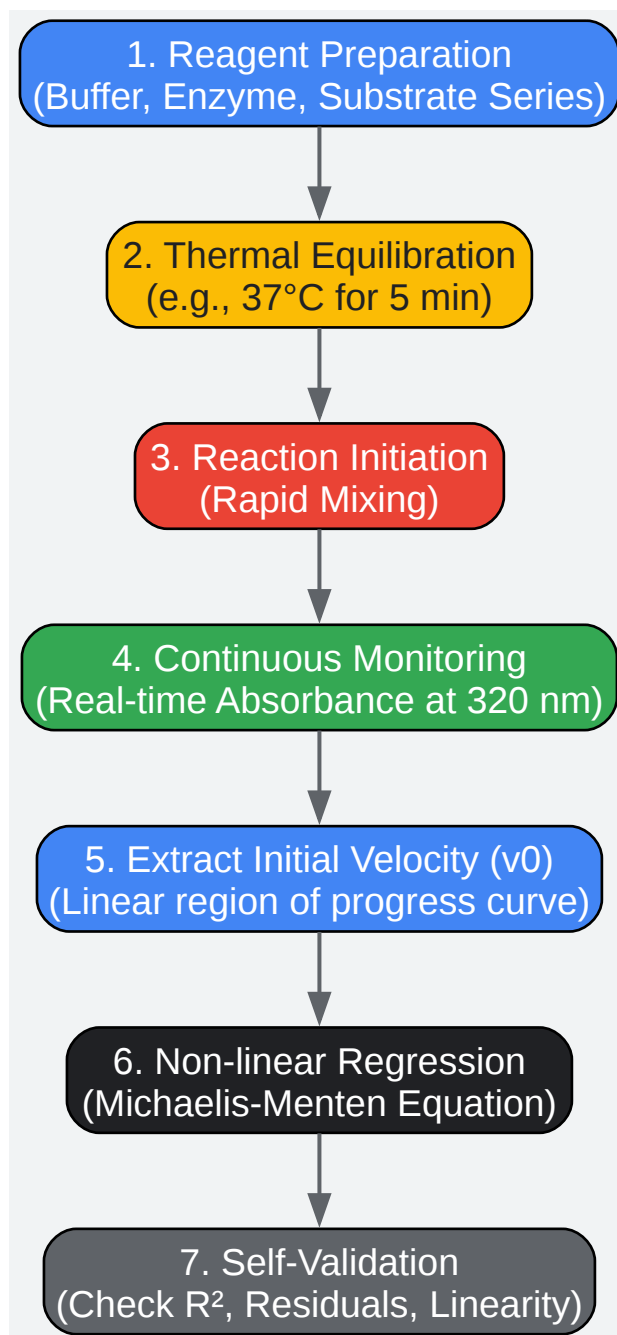 1. Reagent Preparation
(Buffer, Enzyme, Substrate Series)
2. Thermal Equilibration
(e.g., 37°C for 5 min)
3. Reaction Initiation
(Rapid Mixing)
4. Continuous Monitoring
(Real-time Absorbance at 320 nm)
5. Extract Initial Velocity (v0)
(Linear region of progress curve)
6. Non-linear Regression
(Michaelis-Menten Equation)
7. Self-Validation
(Check R², Residuals, Linearity)